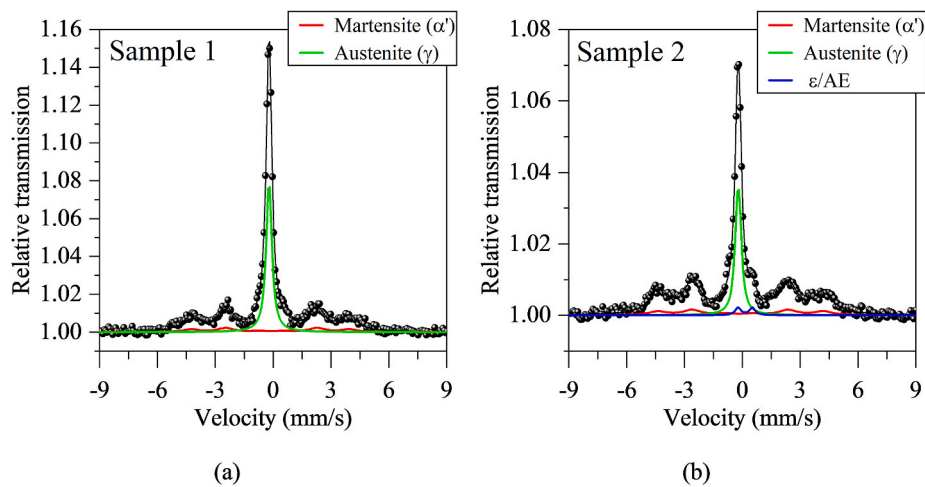 Sample 1
Martensite (α')
Austenite (γ)
1.16
1.14
1.12
1.10
1.08
1.06
1.04
1.02
1.00
Relative transmission
-9 -6 -3 0 3 6 9
Velocity (mm/s)
(a)
Sample 2
Martensite (α')
Austenite (γ)
ε/AE
1.08
1.06
1.04
1.02
1.00
Relative transmission
-9 -6 -3 0 3 6 9
Velocity (mm/s)
(b)